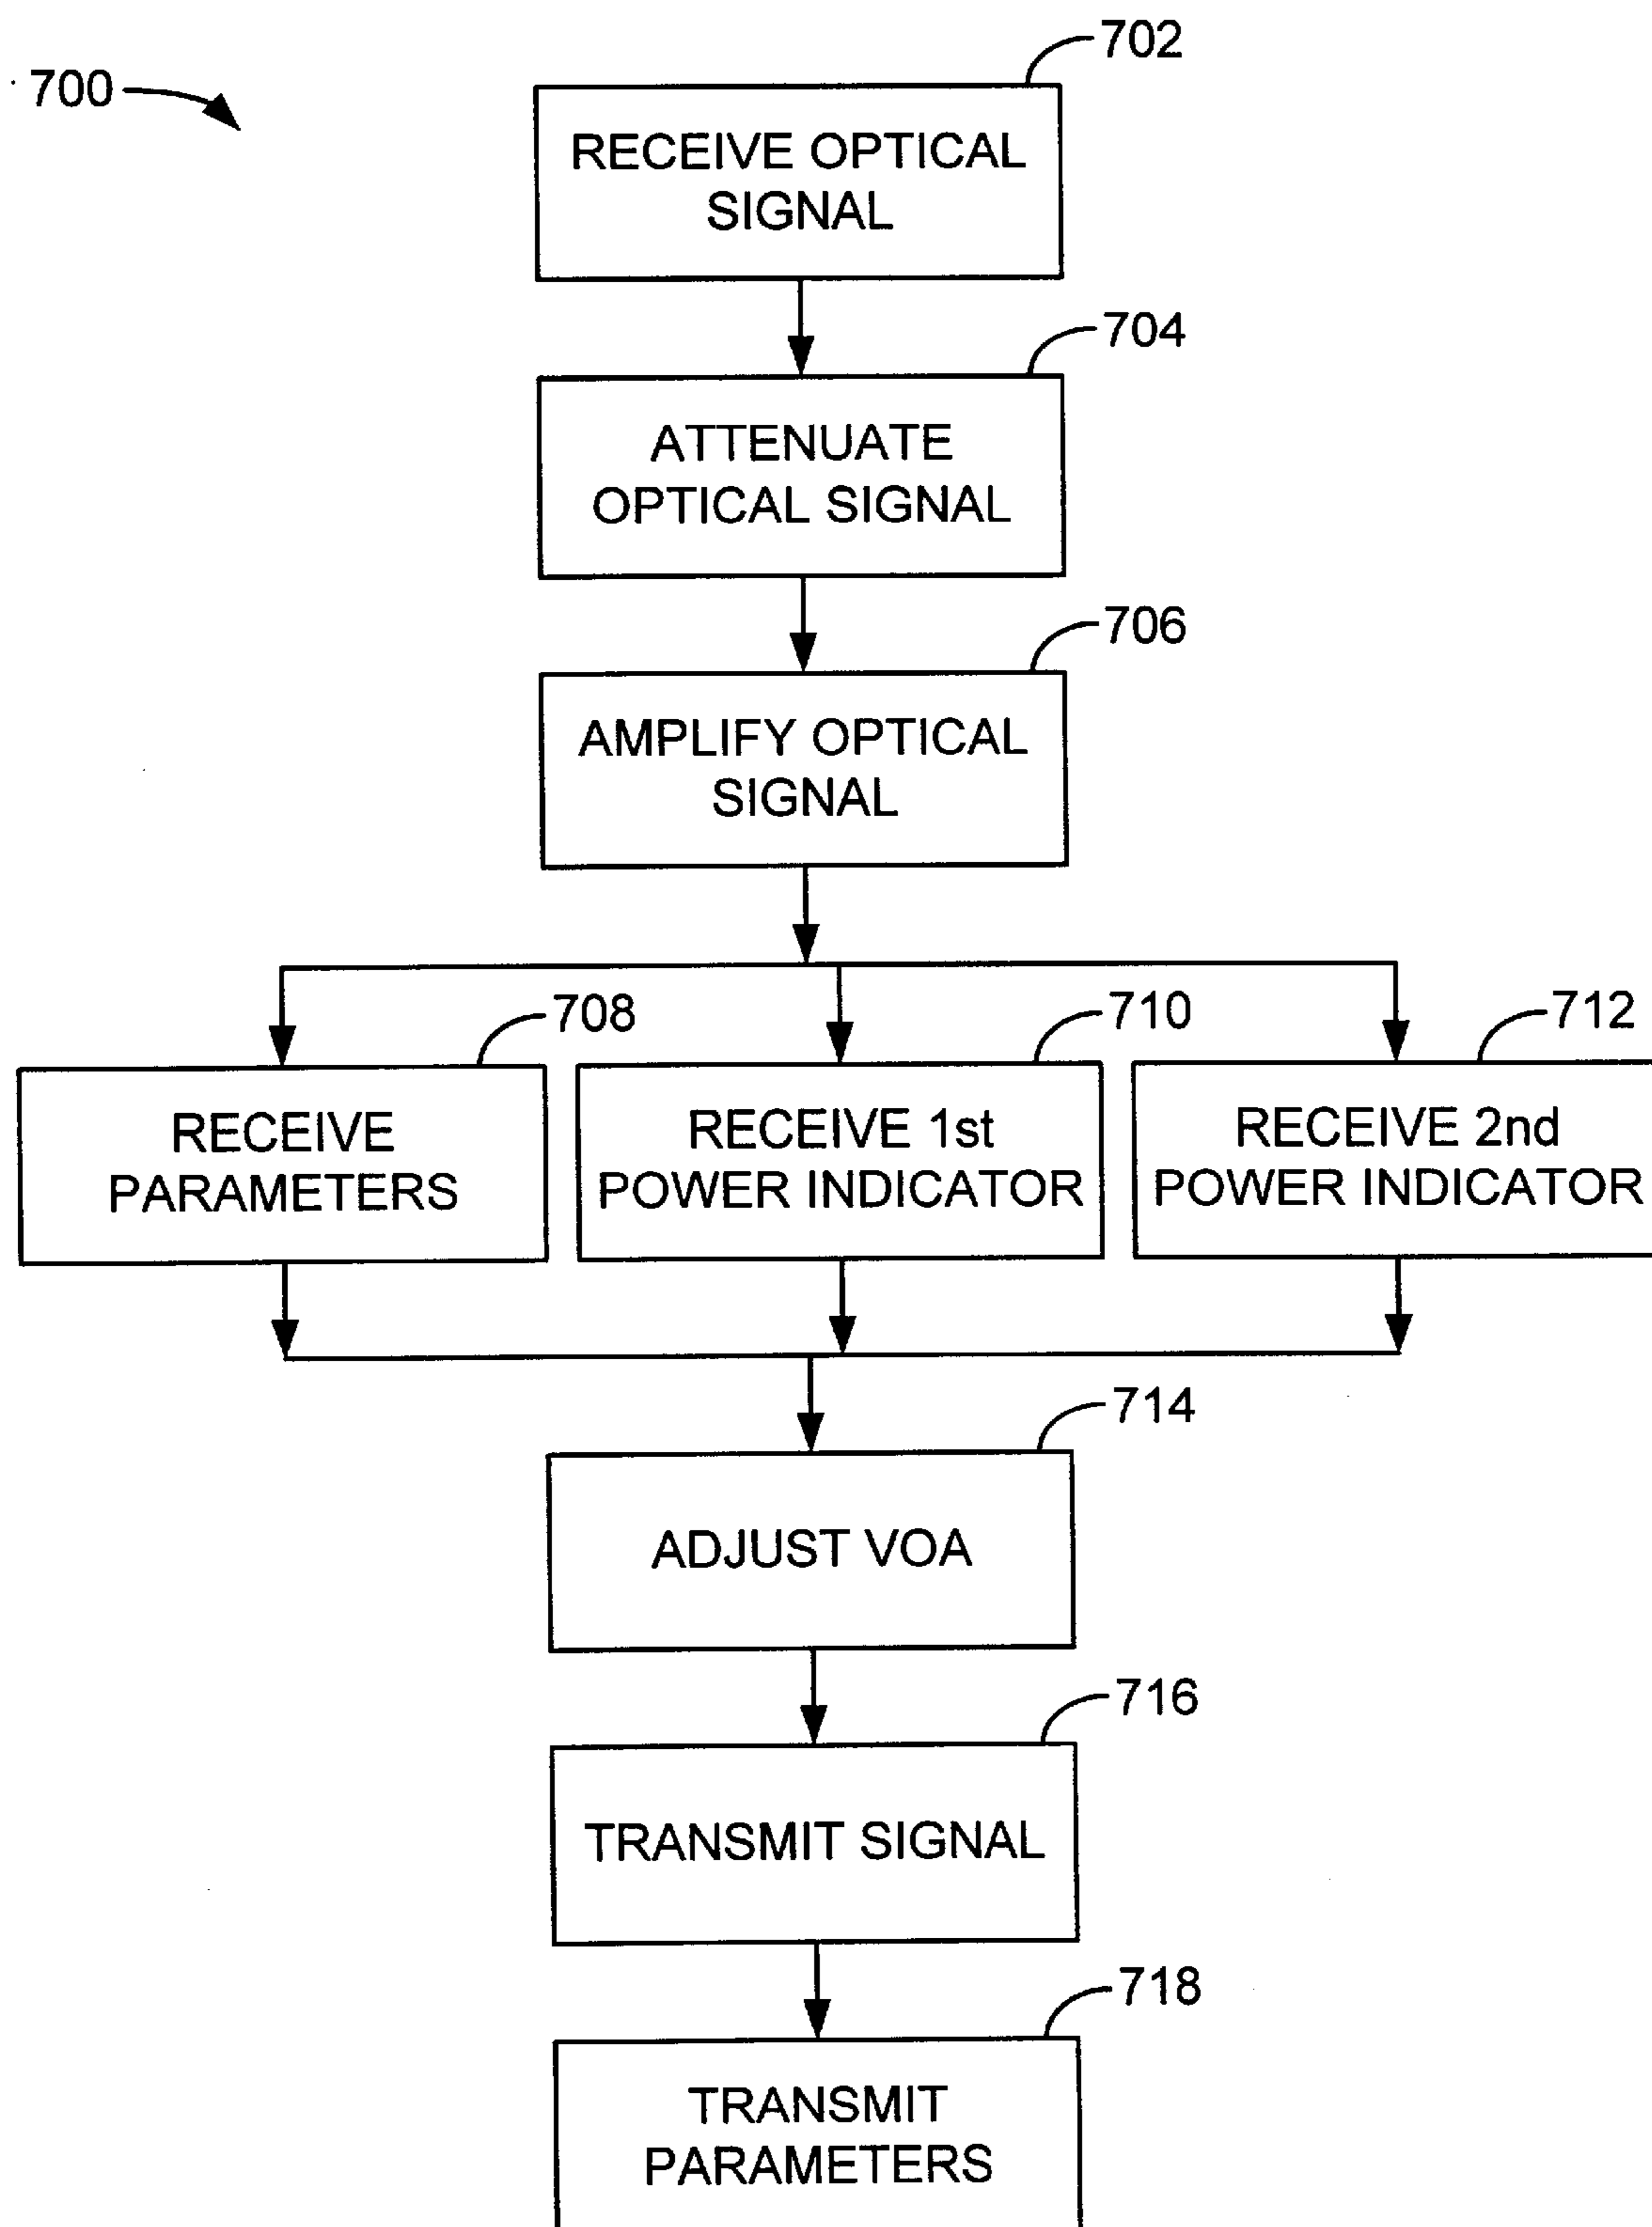 702
700
RECEIVE OPTICAL
SIGNAL
704
ATTENUATE
OPTICAL SIGNAL
706
AMPLIFY OPTICAL
SIGNAL
708
710
712
RECEIVE
PARAMETERS
RECEIVE 1st
POWER INDICATOR
RECEIVE 2nd
POWER INDICATOR
714
ADJUST VOA
716
TRANSMIT SIGNAL
718
TRANSMIT
PARAMETERS